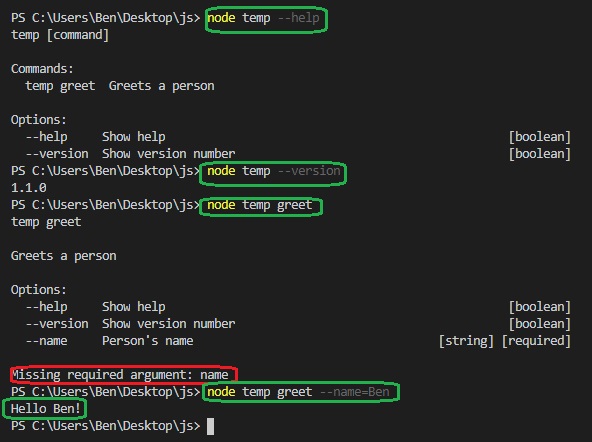 PS C:\Users\Ben\Desktop\js> node temp --help
temp [command]
Commands:
temp greet  Greets a person
Options:
--help     Show help     [boolean]
--version  Show version number     [boolean]
PS C:\Users\Ben\Desktop\js> node temp --version
1.1.0
PS C:\Users\Ben\Desktop\js> node temp greet
temp greet
Greets a person
Options:
--help     Show help     [boolean]
--version  Show version number     [boolean]
--name     Person's name     [string] [required]
Missing required argument: name
PS C:\Users\Ben\Desktop\js> node temp greet --name=Ben
Hello Ben!
PS C:\Users\Ben\Desktop\js>